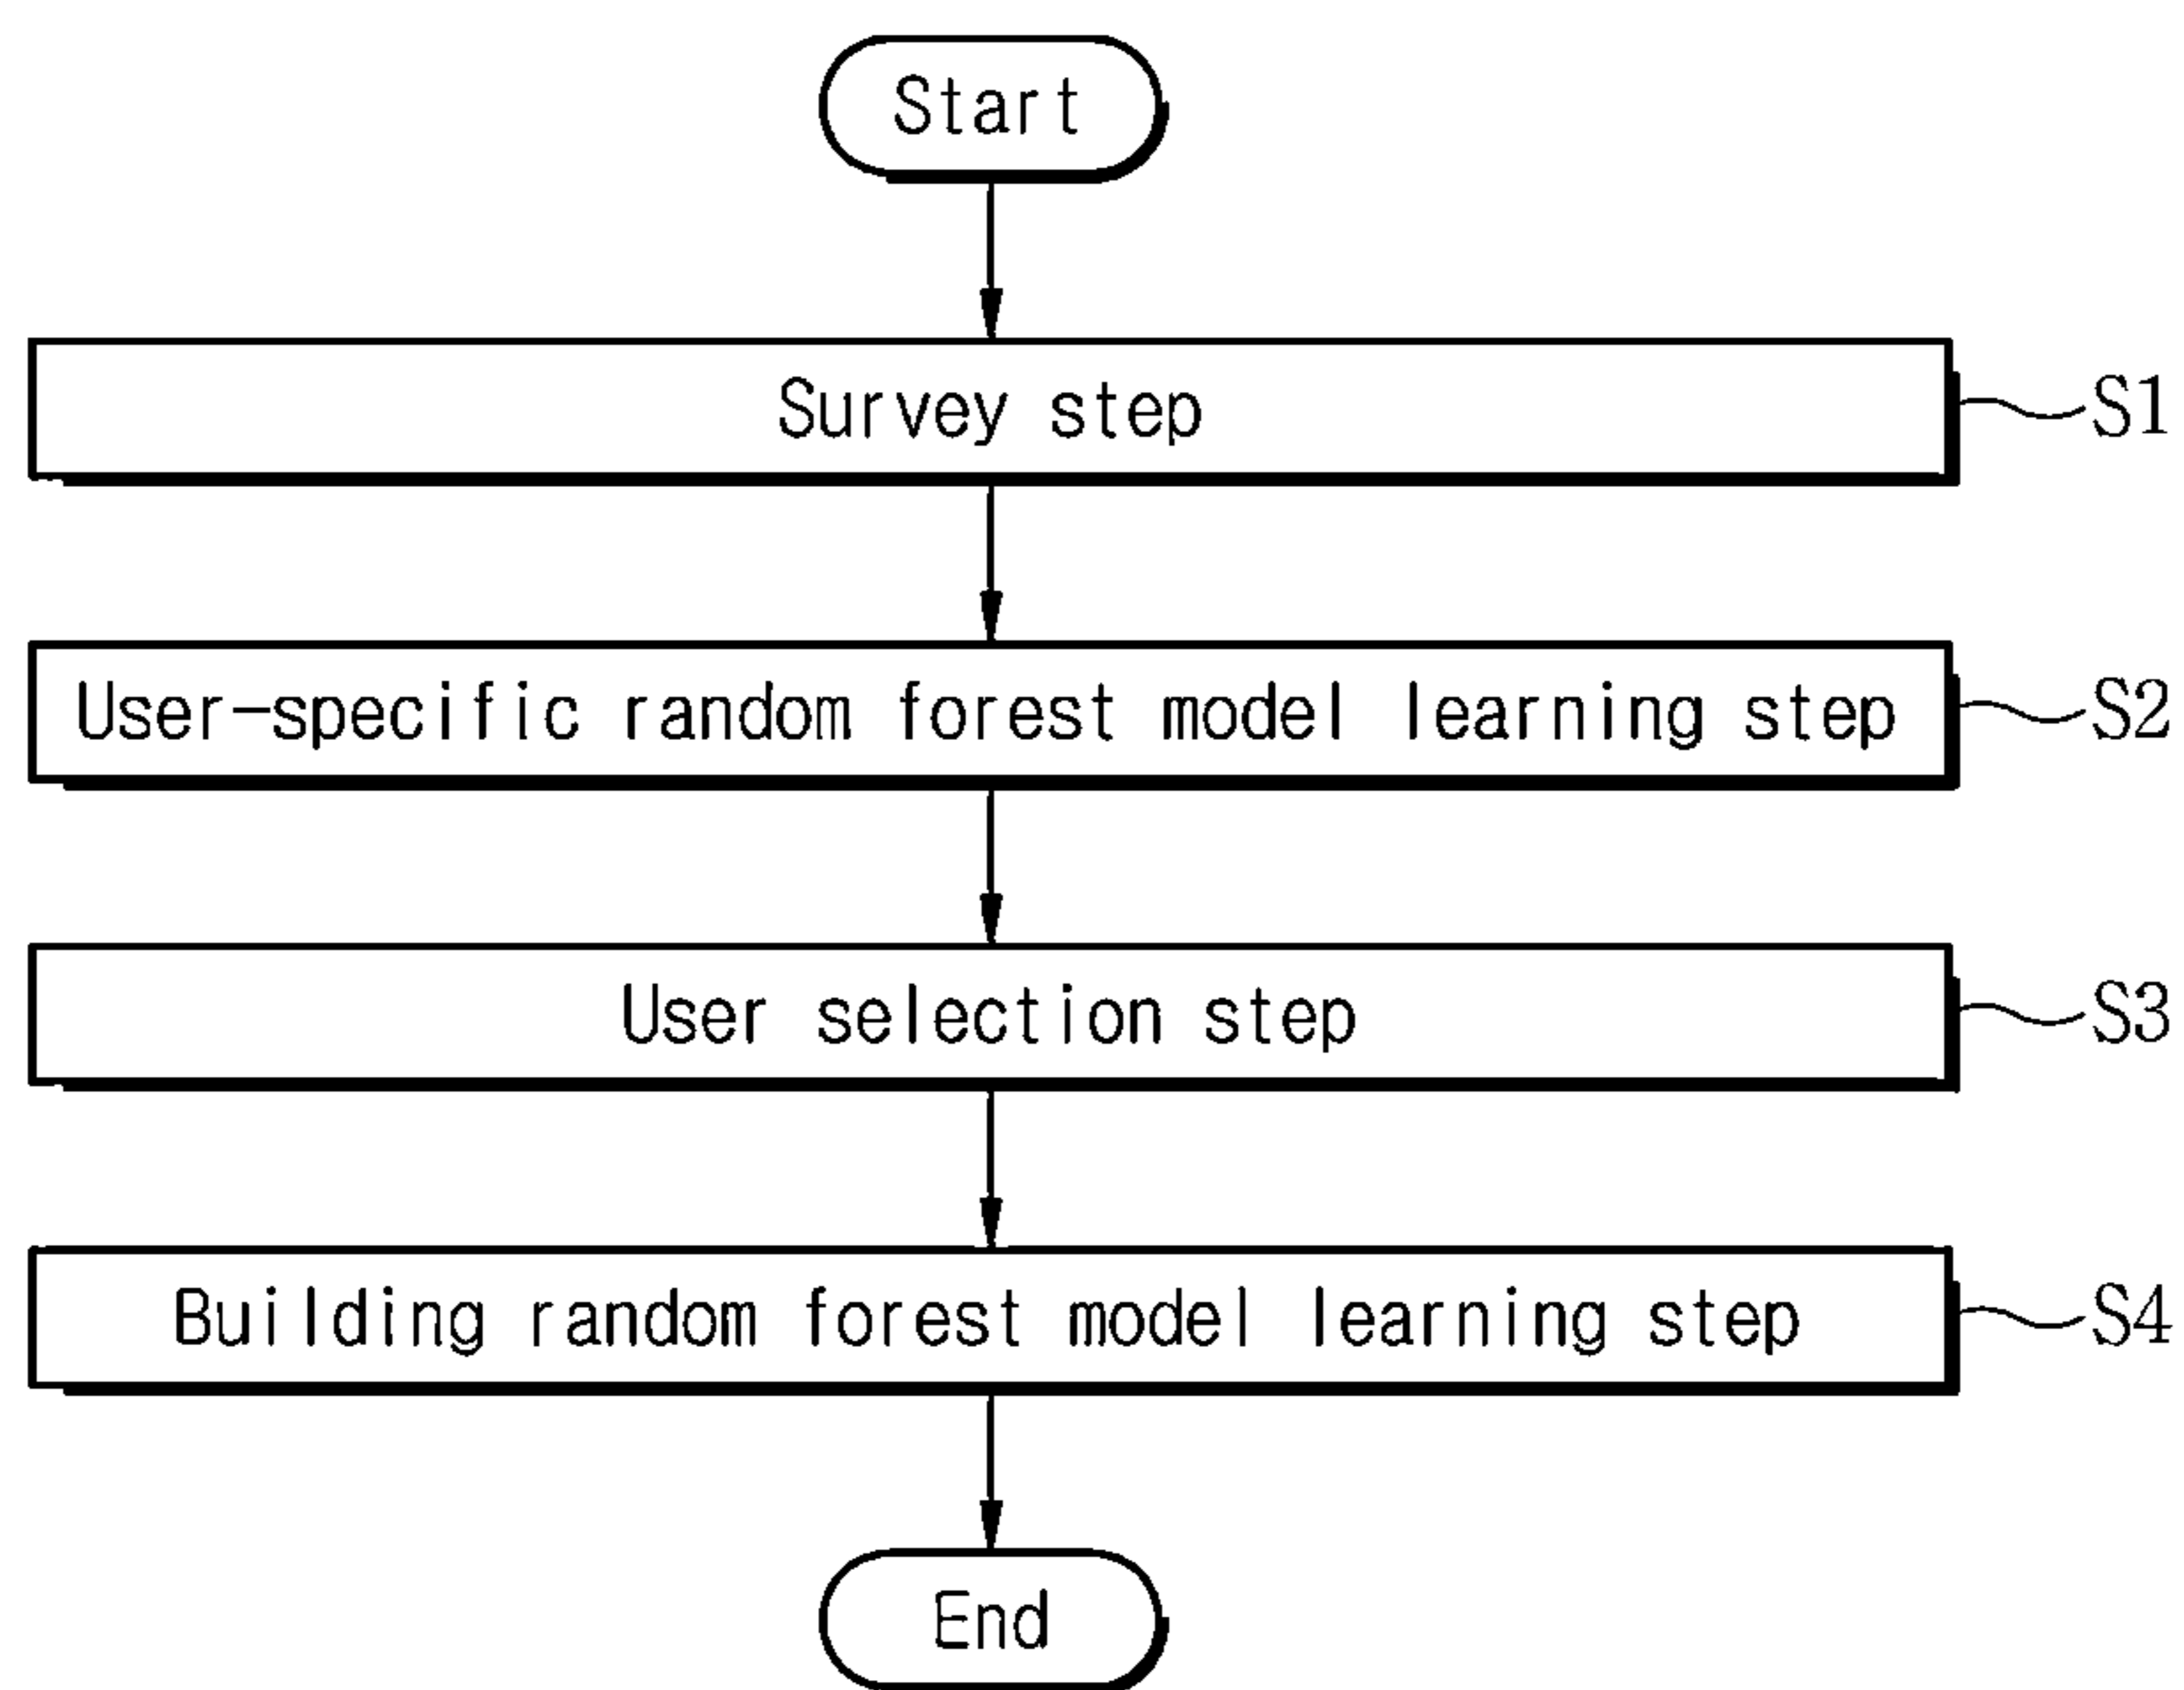 Start
Survey step
S1
User-specific random forest model learning step
S2
User selection step
S3
Building random forest model learning step
S4
End